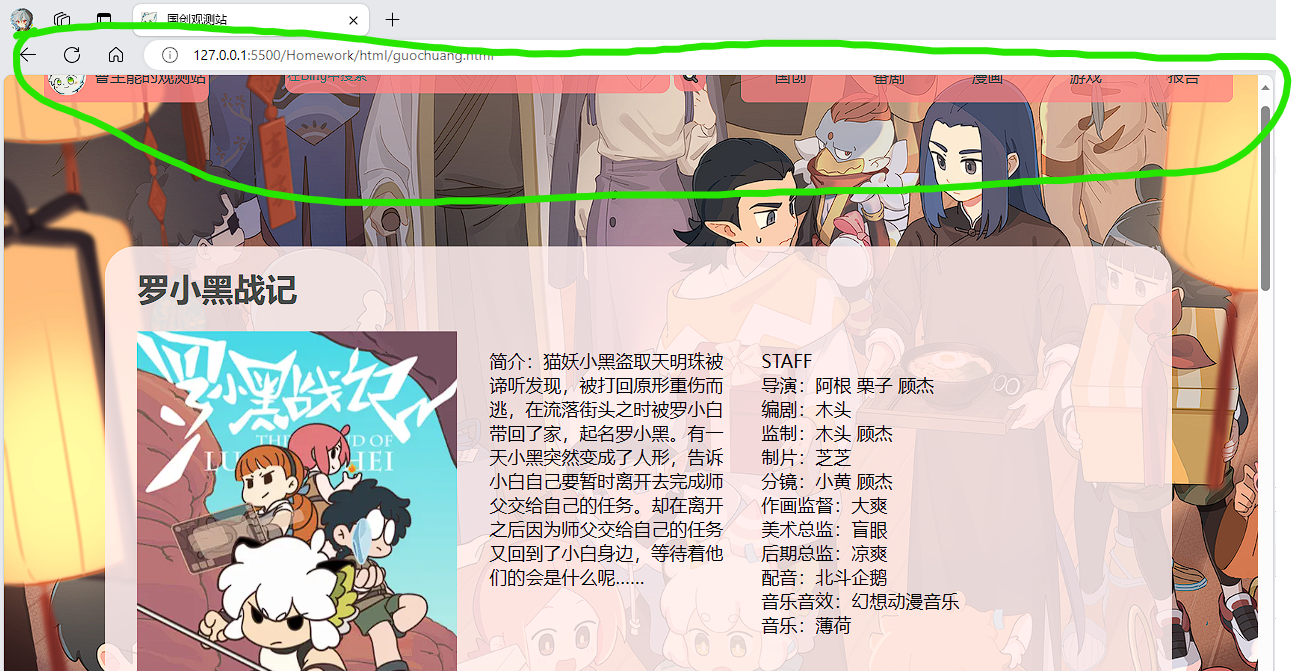 国创观测站
127.0.0.1:5500/Homework/html/guochuang.html
能的观测站
在bing中搜索
国创 番剧 漫画 游戏 报告
罗小黑战记
罗小黑战记
简介：猫妖小黑盗取天明珠被
谛听发现，被打回原形重伤而
逃，在流落街头之时被罗小白
带回了家，起名罗小黑。有一
天小黑突然变成了人形，告诉
小白自己要暂时离开去完成师
父交给自己的任务。却在离开
之后因为师父交给自己的任务
又回到了小白身边，等待着他
们的会是什么呢......
STAFF
导演：阿根 栗子 顾杰
编剧：木头
监制：木头 顾杰
制片：芝芝
分镜：小黄 顾杰
作画监督：大爽
美术总监：盲眼
后期总监：凉爽
配音：北斗企鹅
音乐音效：幻想动漫音乐
音乐：薄荷